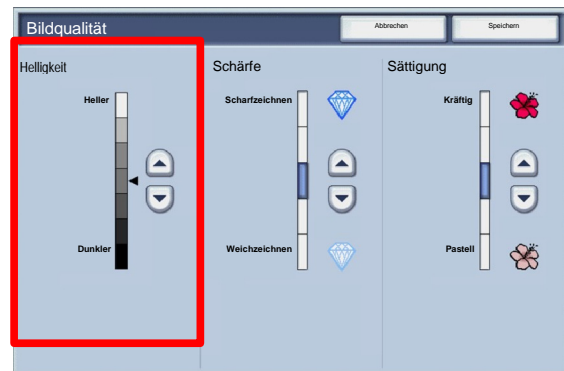 Bildqualität
Abbrechen
Speichern
Helligkeit
Heller
Dunkler
Schärfe
Scharfzeichnen
Weichzeichnen
Sättigung
Kräftig
Pastell